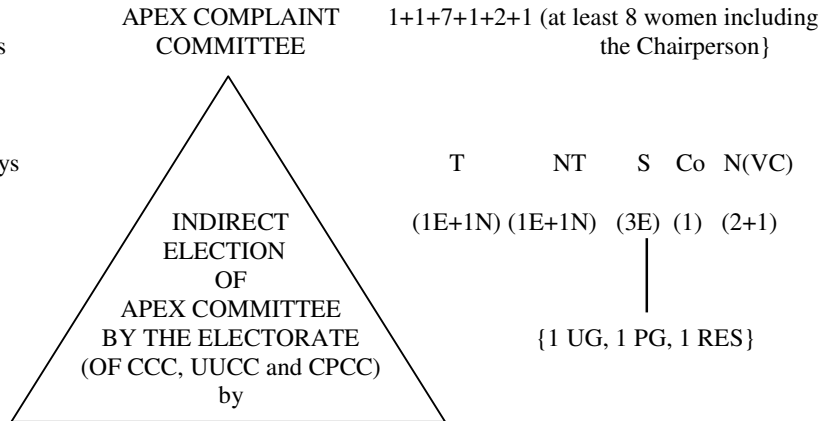 APEX COMPLAINT 1+1+7+1+2+1 (at least 8 women including
s COMMITTEE the Chairperson}
ys T NT S Co N(VC)
INDIRECT (1E+1N) (1E+1N) (3E) (1) (2+1)
ELECTION
OF
APEX COMMITTEE
BY THE ELECTORATE {1 UG, 1 PG, 1 RES}
(OF CCC, UUCC and CPCC)
by